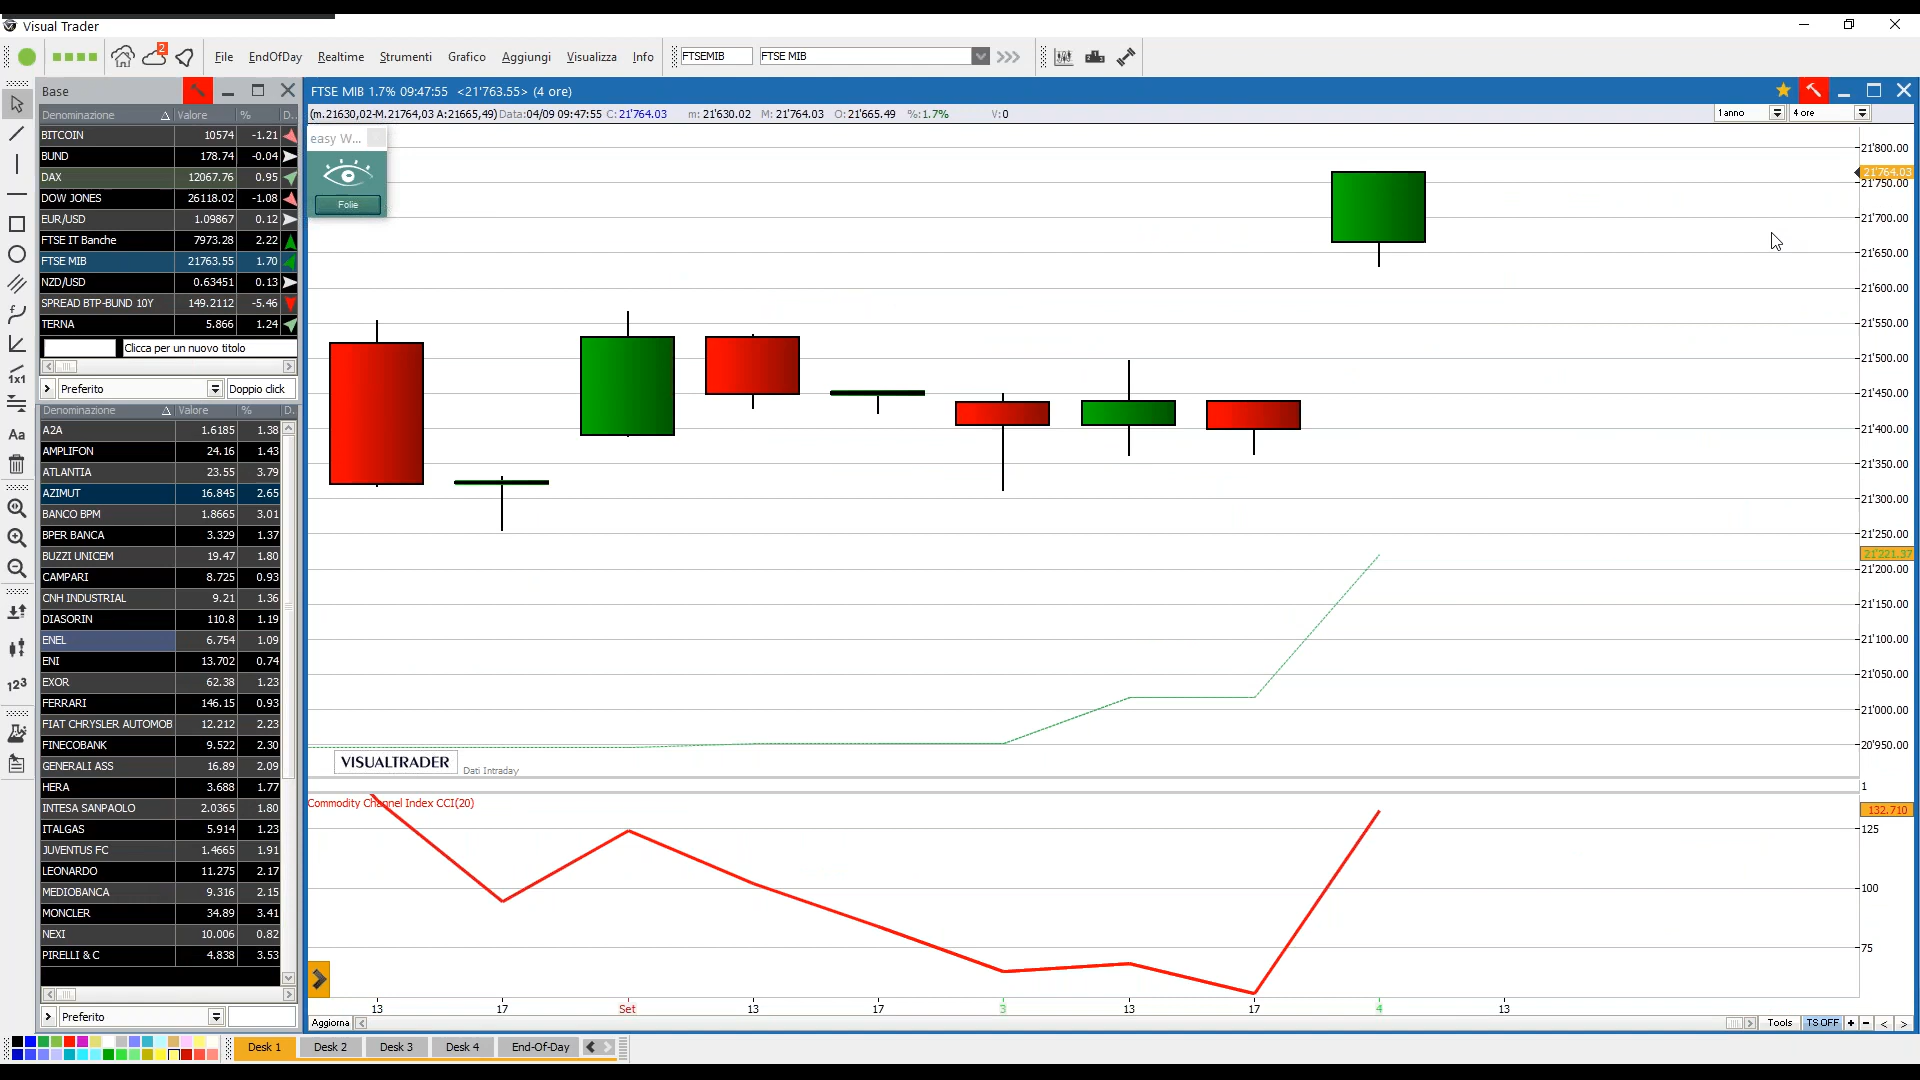 Visual Trader
2
File EndOfDay Realtime Strumenti Grafico Aggiungi Visualizza Info FTSEMIB FTSE MIB
Base
FTSE MIB 1.7% 09:47:55 <21'763.55> (4 ore)
Denominazione Valore % D..
(m.21630,02-M.21764,03 A:21665,49) Data:04/09 09:47:55 C: 21'764.03 m: 21'630.02 M: 21'764.03 O: 21'665.49 %:1.7% V:0
1 anno 4 ore
BITCOIN 10574 -1.21
BUND 178.74 -0.04
DAX 12067.76 0.95
DOW JONES 26118.02 -1.08
EUR/USD 1.09867 0.12
FTSE IT Banche 7973.28 2.22
FTSE MIB 21763.55 1.70
NZD/USD 0.63451 0.13
SPREAD BTP-BUND 10Y 149.2112 -5.46
TERNA 5.866 1.24
Clicca per un nuovo titolo
Preferito Doppio click
Denominazione Valore % D.
A2A 1.6185 1.38
AMPLIFON 24.16 1.43
ATLANTIA 23.55 3.79
AZIMUT 16.845 2.65
BANCO BPM 1.8665 3.01
BPER BANCA 3.329 1.37
BUZZI UNICEM 19.47 1.80
CAMPARI 8.725 0.93
CNH INDUSTRIAL 9.21 1.36
DIASORIN 110.8 1.19
ENEL 6.754 1.09
ENI 13.702 0.74
EXOR 62.38 1.23
FERRARI 146.15 0.93
FIAT CHRYSLER AUTOMOB 12.212 2.23
FINECOBANK 9.522 2.30
GENERALI ASS 16.89 2.09
HERA 3.688 1.77
INTESA SANPAOLO 2.0365 1.80
ITALGAS 5.914 1.23
JUVENTUS FC 1.4665 1.91
LEONARDO 11.275 2.17
MEDIOBANCA 9.316 2.15
MONCLER 34.89 3.41
NEXI 10.006 0.82
PIRELLI & C 4.838 3.53
Preferito
1x1
Aa
123
easy W...
Folie
21'800.00
21'764.03
21'750.00
21'700.00
21'650.00
21'600.00
21'550.00
21'500.00
21'450.00
21'400.00
21'350.00
21'300.00
21'250.00
21'221.37
21'200.00
21'150.00
21'100.00
21'050.00
21'000.00
20'950.00
VISUALTRADER Dati Intraday
1
Commodity Channel Index CCI(20)
132.710
125
100
75
13 17 Set 13 17 3 13 17 4 13
Aggiorna Tools TS OFF + - < >
Desk 1 Desk 2 Desk 3 Desk 4 End-Of-Day